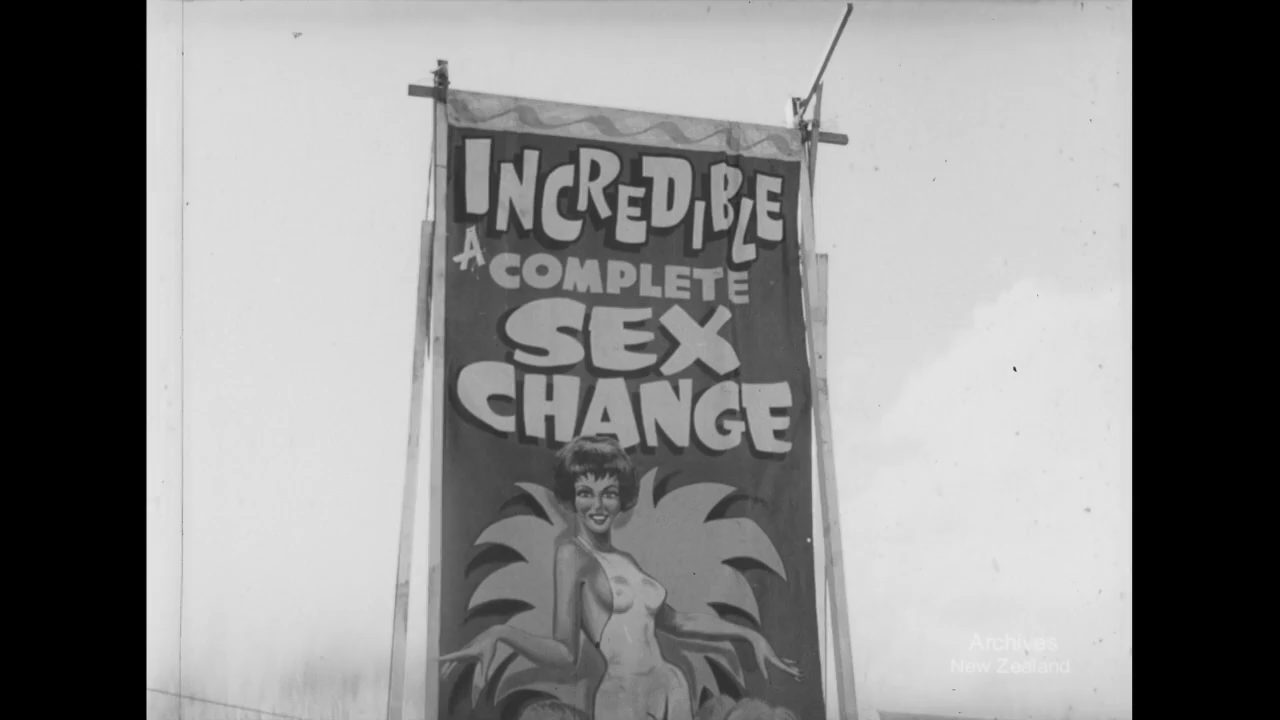 INCREDIBLE
A COMPLETE
SEX
CHANGE
Archives
New Zealand